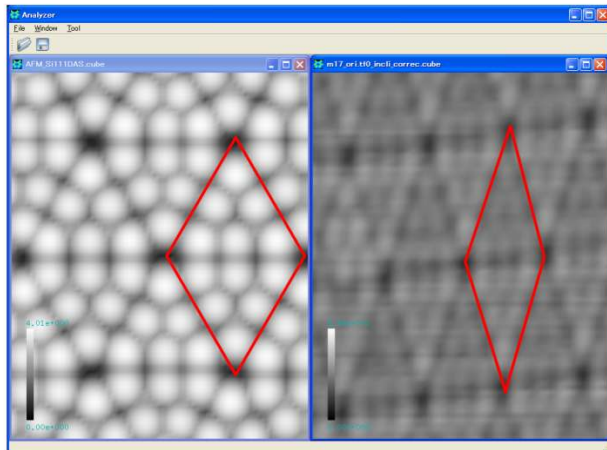 Analyzer
File Window Tool
AFM_Si111DAS.cube
m17_ori.tf0_incli_correc.cube
4.01e+000
0.00e+000